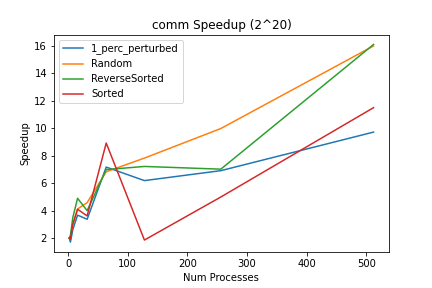 comm Speedup (2^20)
1_perc_perturbed
Random
ReverseSorted
Sorted
Speedup
16
14
12
10
8
6
4
2
0 100 200 300 400 500
Num Processes